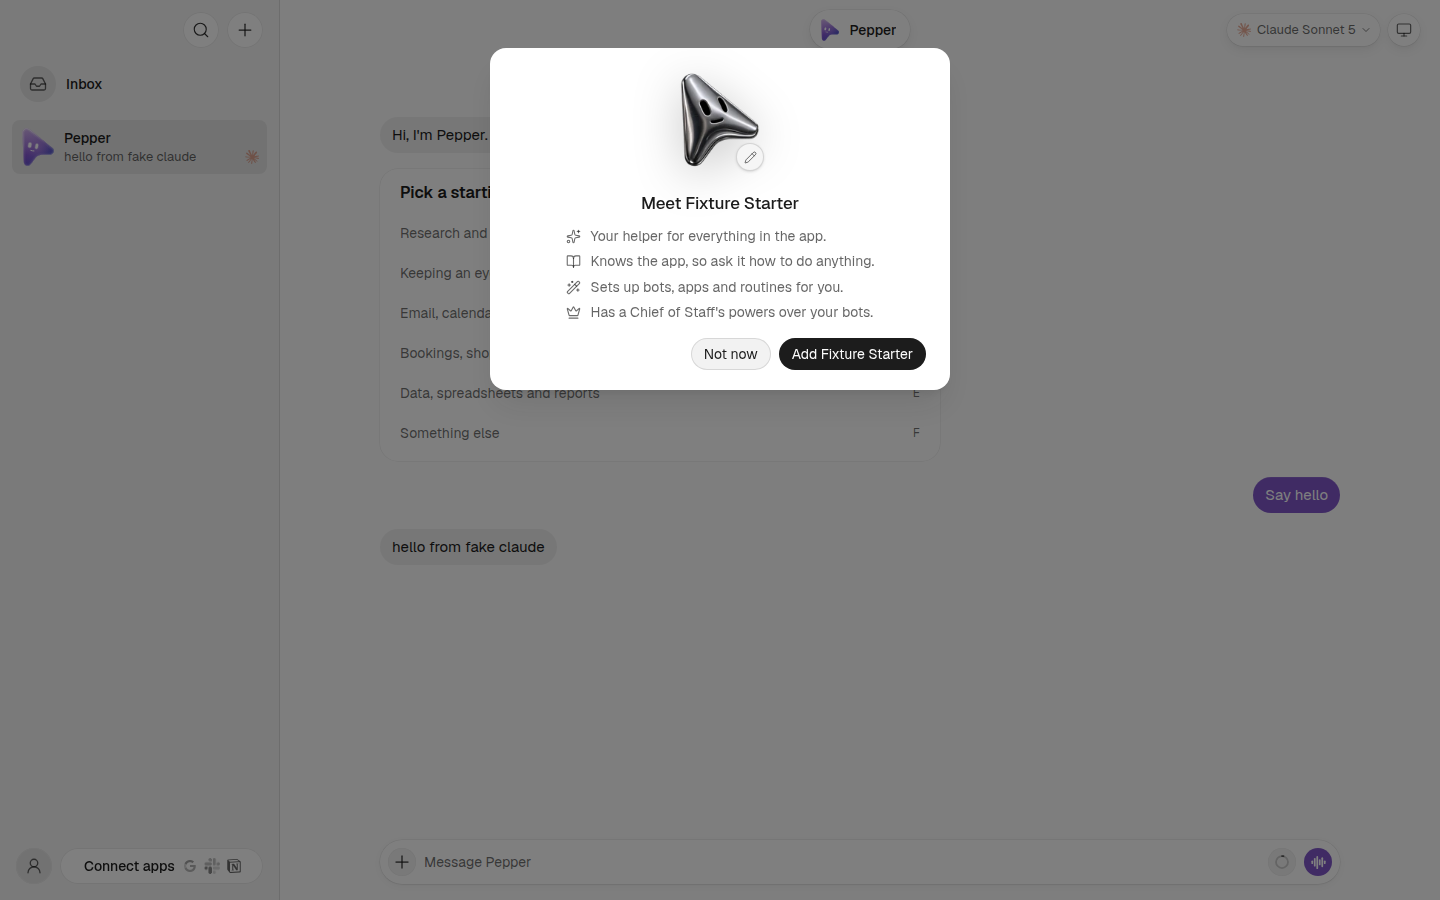 Pepper
Claude Sonnet 5
Inbox
Pepper
hello from fake claude
Hi, I'm Pepper.
Pick a starti
Research and
Keeping an ey
Email, calenda
Bookings, sho
Data, spreadsheets and reports
E
Something else
F
Meet Fixture Starter
Your helper for everything in the app.
Knows the app, so ask it how to do anything.
Sets up bots, apps and routines for you.
Has a Chief of Staff's powers over your bots.
Not now
Add Fixture Starter
Say hello
hello from fake claude
Connect apps
Message Pepper